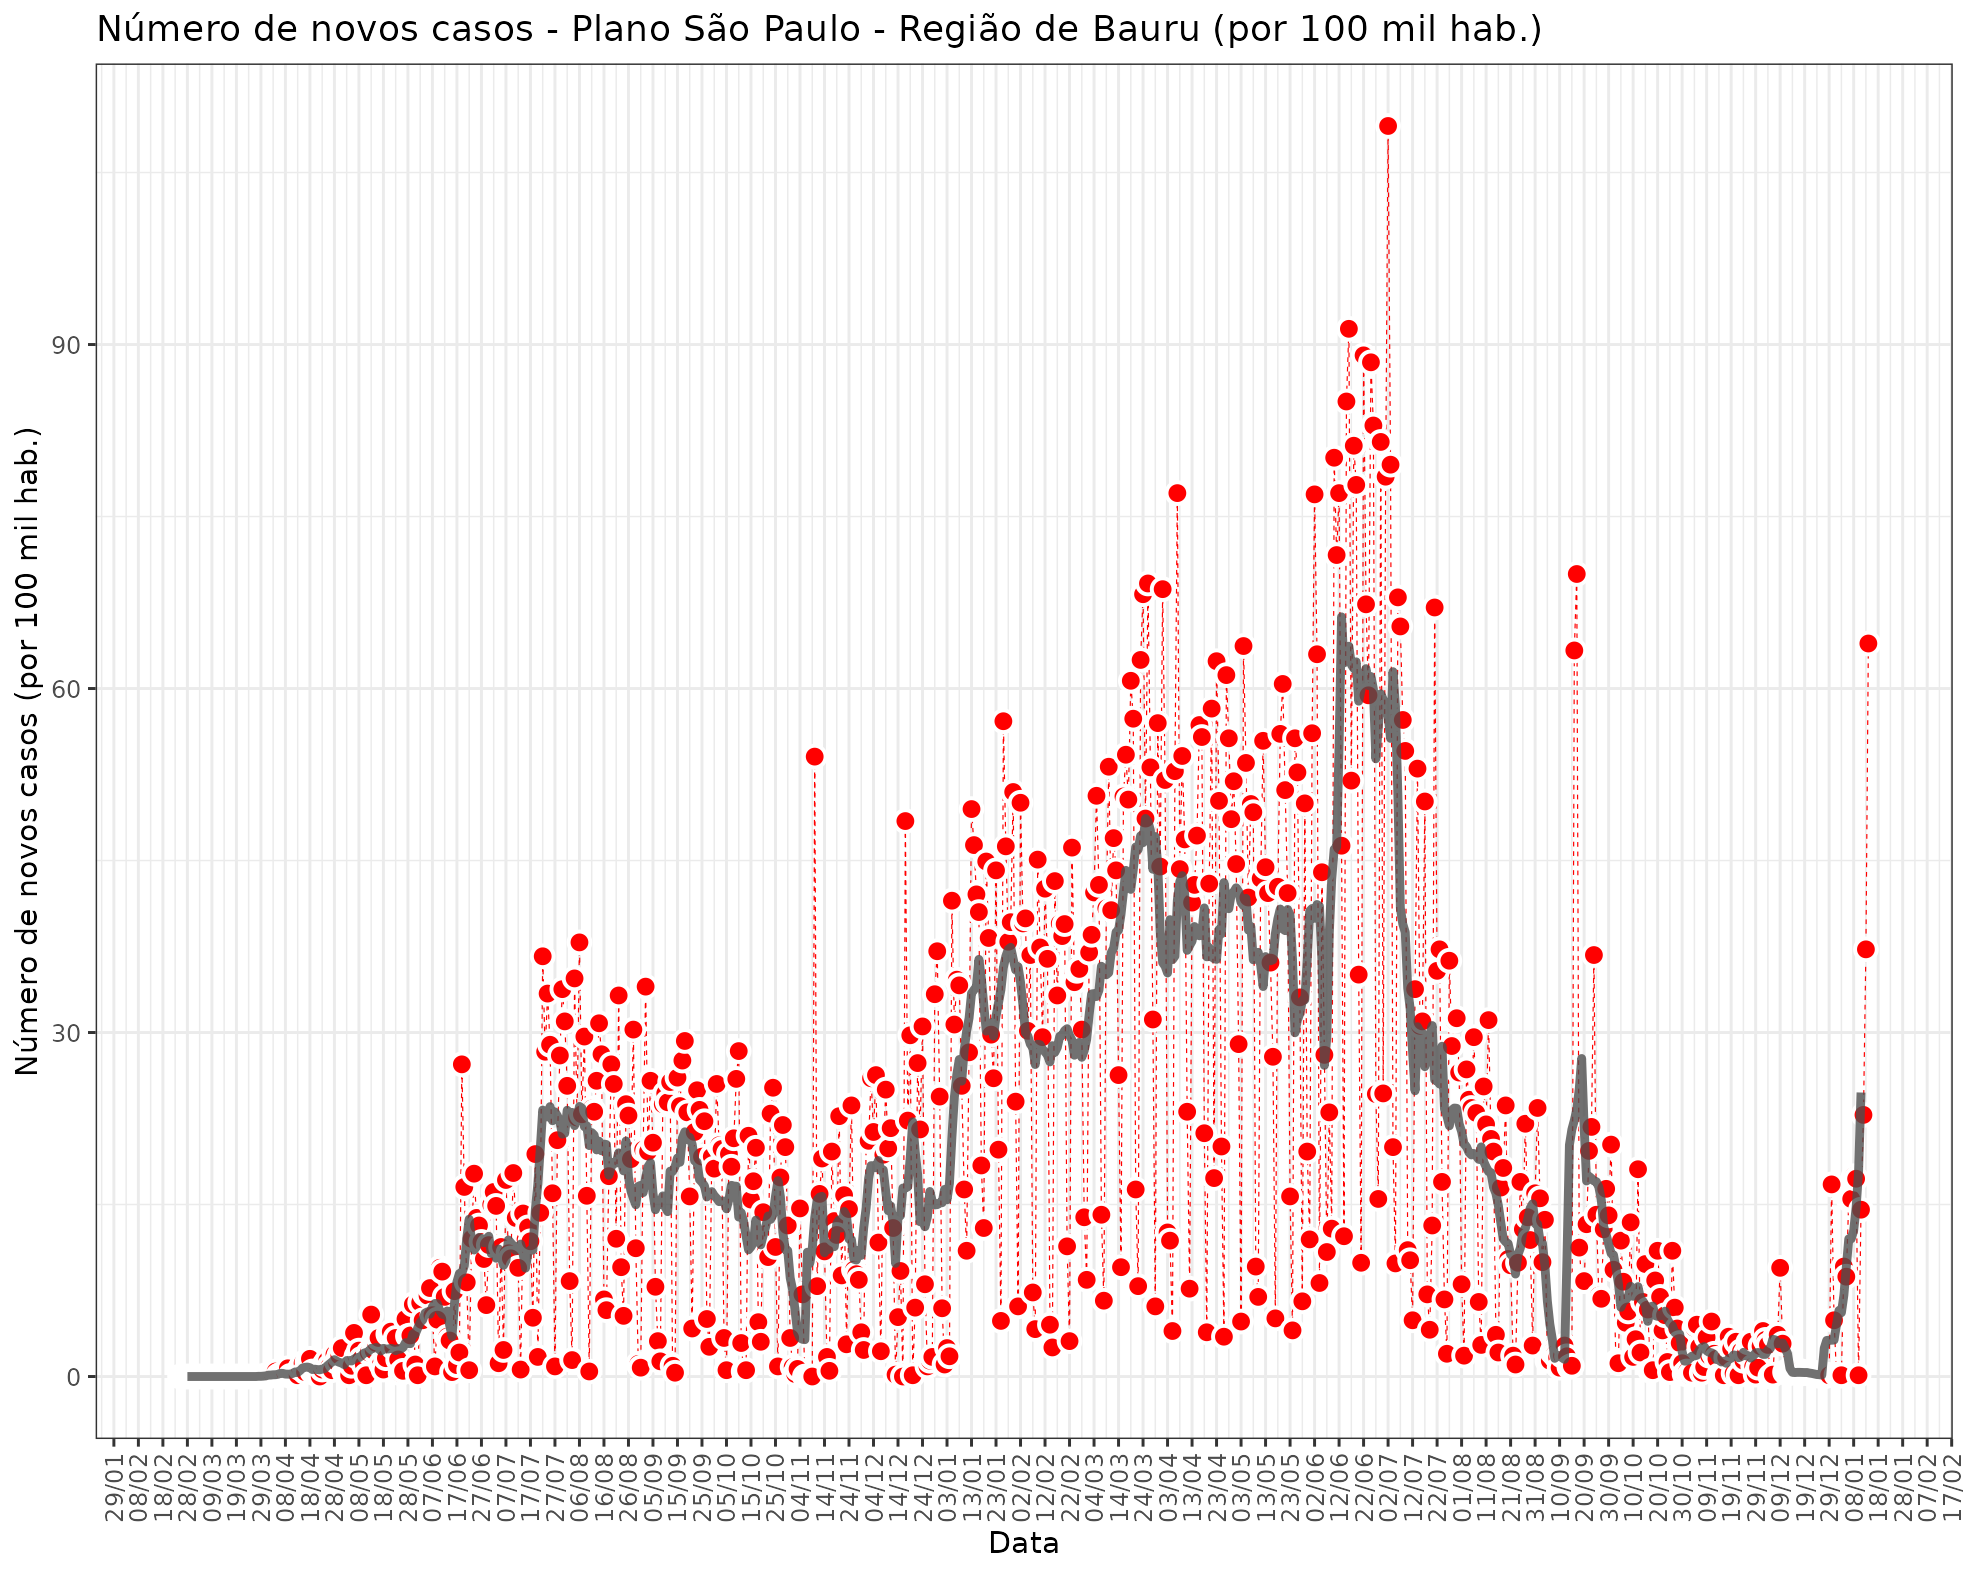 Número de novos casos - Plano São Paulo - Região de Bauru (por 100 mil hab.)
Número de novos casos (por 100 mil hab.)
90
60
30
0
29/01 08/02 18/02 28/02 09/03 19/03 29/03 08/04 18/04 28/04 08/05 18/05 28/05 07/06 17/06 27/06 07/07 17/07 27/07 06/08 16/08 26/08 05/09 15/09 25/09 05/10 15/10 25/10 04/11 14/11 24/11 04/12 14/12 24/12 03/01 13/01 23/01 02/02 12/02 22/02 04/03 14/03 24/03 03/04 13/04 23/04 03/05 13/05 23/05 02/06 12/06 22/06 02/07 12/07 22/07 01/08 11/08 21/08 31/08 10/09 20/09 30/09 10/10 20/10 30/10 09/11 19/11 29/11 09/12 19/12 29/12 08/01 18/01 28/01 07/02 17/02
Data